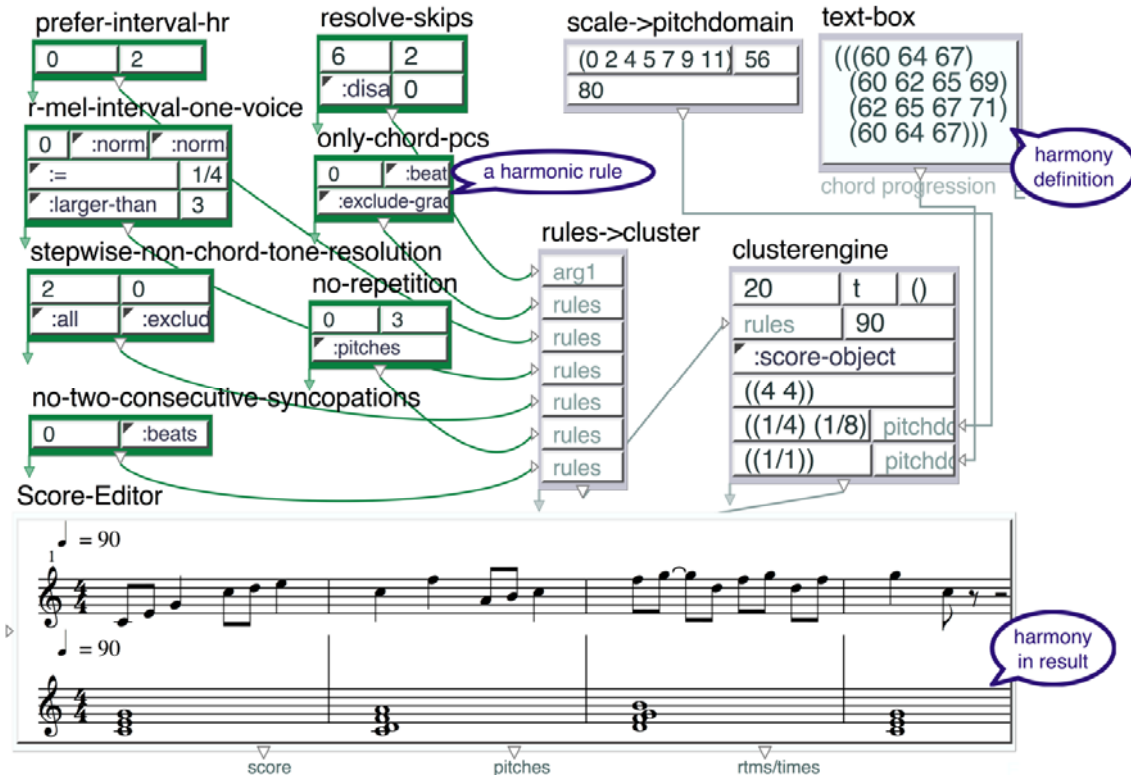 prefer-interval-hr
0 2
r-mel-interval-one-voice
0 :norm :norm
:= 1/4
:larger-than 3
stepwise-non-chord-tone-resolution
2 0
:all :exclud
no-two-consecutive-syncopations
0 :beats
resolve-skips
6 2
:disa 0
only-chord-pcs
0 :beat
:exclude-grac
a harmonic rule
no-repetition
0 3
:pitches
rules->cluster
arg1
rules
rules
rules
rules
rules
rules
scale->pitchdomain
(0 2 4 5 7 9 11) 56
80
text-box
(((60 64 67)
(60 62 65 69)
(62 65 67 71)
(60 64 67)))
chord progression
harmony
definition
clusterengine
20 t ()
rules 90
:score-object
((4 4))
((1/4) (1/8) pitchdo
((1/1)) pitchdo
Score-Editor
= 90
1
4
4
= 90
4
4
harmony
in result
score pitches rtms/times